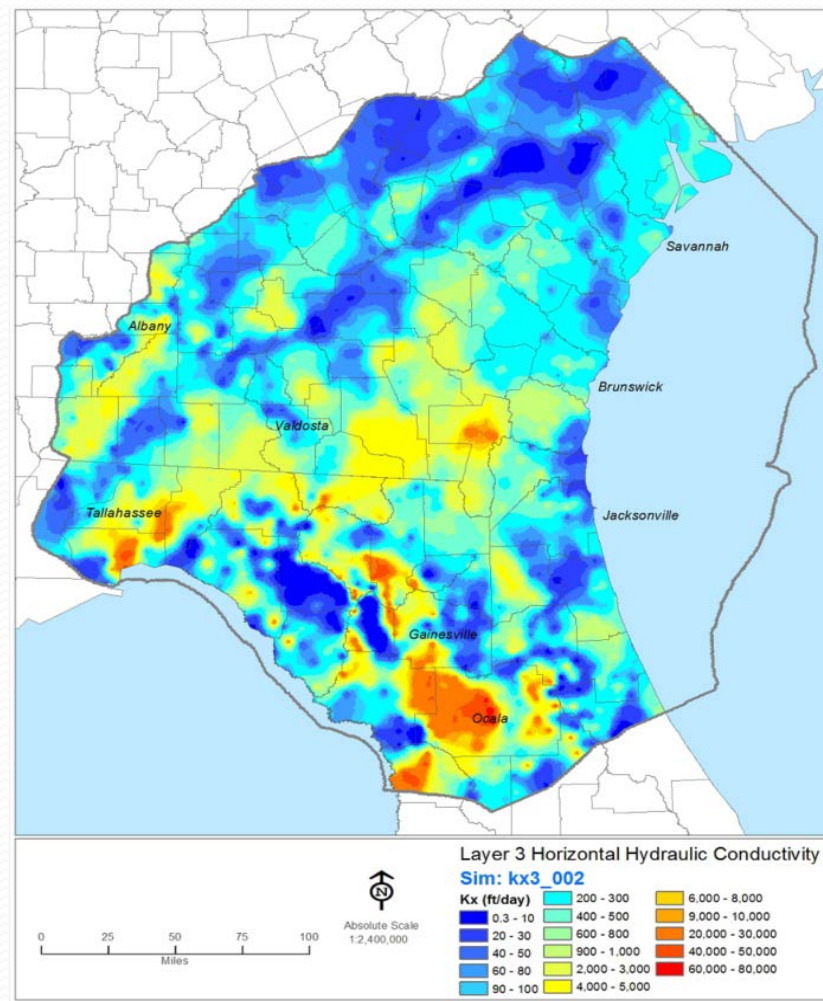 Savannah
Albany
Brunswick
Valdosta
Tallahassee
Jacksonville
Gainesville
Ocala
Layer 3 Horizontal Hydraulic Conductivity
Sim: kx3_002
Kx (ft/day)
0.3 - 10
20 - 30
40 - 50
60 - 80
90 - 100
200 - 300
400 - 500
600 - 800
900 - 1,000
2,000 - 3,000
4,000 - 5,000
6,000 - 8,000
9,000 - 10,000
20,000 - 30,000
40,000 - 50,000
60,000 - 80,000
N
Absolute Scale
1:2,400,000
0 25 50 75 100
Miles